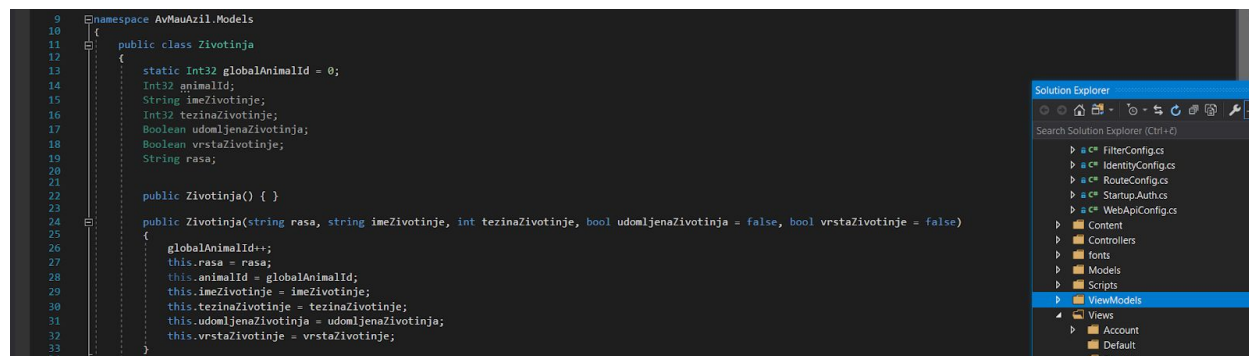 9 namespace AvMauAzil.Models
10 {
11 public class Zivotinja
12 {
13 static Int32 globalAnimalId = 0;
14 Int32 animalId;
15 String imeZivotinje;
16 Int32 tezinaZivotinje;
17 Boolean udomljenaZivotinja;
18 Boolean vrstaZivotinje;
19 String rasa;
20
21
22 public Zivotinja() { }
23
24 public Zivotinja(string rasa, string imeZivotinje, int tezinaZivotinje, bool udomljenaZivotinja = false, bool vrstaZivotinje = false)
25 {
26 globalAnimalId++;
27 this.rasa = rasa;
28 this.animalId = globalAnimalId;
29 this.imeZivotinje = imeZivotinje;
30 this.tezinaZivotinje = tezinaZivotinje;
31 this.udomljenaZivotinja = udomljenaZivotinja;
32 this.vrstaZivotinje = vrstaZivotinje;
33 }
Solution Explorer
Search Solution Explorer (Ctrl+č)
C# FilterConfig.cs
C# IdentityConfig.cs
C# RouteConfig.cs
C# Startup.Auth.cs
C# WebApiConfig.cs
Content
Controllers
fonts
Models
Scripts
ViewModels
Views
Account
Default